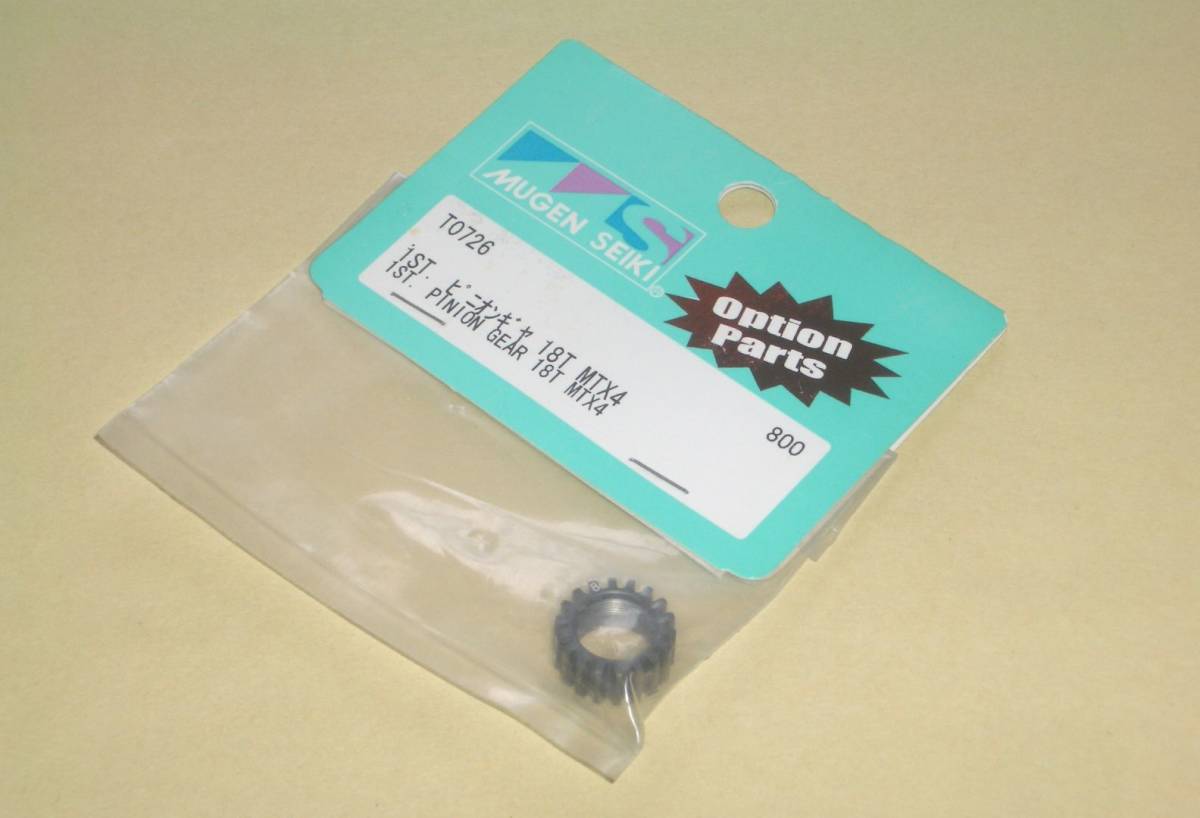 MUGEN SEIKI®
T0726
1ST. ピニオンギヤ 18T MTX4
1ST. PINION GEAR 18T MTX4
Option
Parts
800